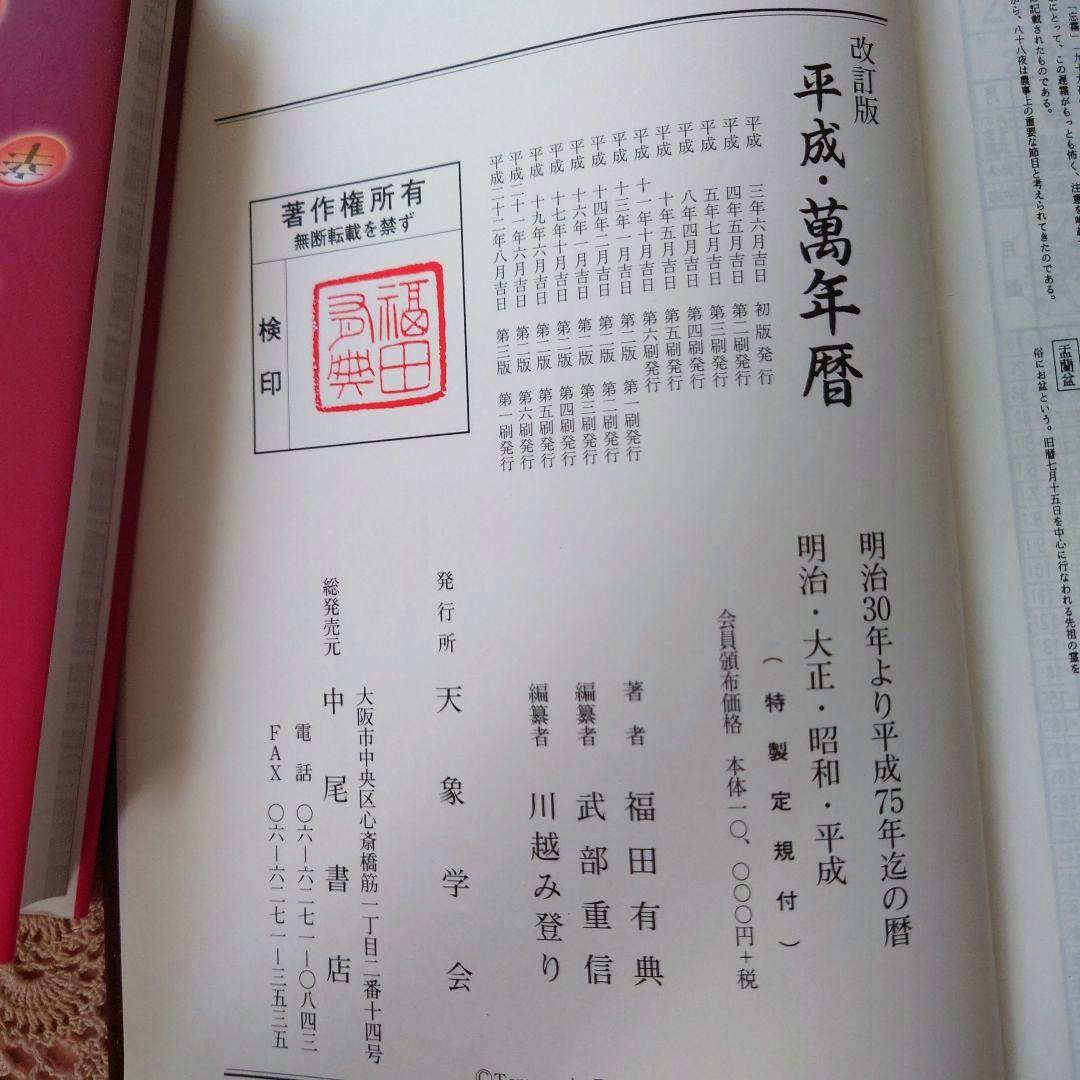 改訂版
平成・萬年暦
明治30年より平成75年迄の暦
明治・大正・昭和・平成
（特製定規付）
会員頒布価格 本体一〇、〇〇〇円＋税
平成 三年六月吉日 初版発行
平成 四年五月吉日 第二刷発行
平成 五年七月吉日 第三刷発行
平成 八年四月吉日 第四刷発行
平成 十年五月吉日 第五刷発行
平成 十一年十月吉日 第六刷発行
平成 十三年一月吉日 第二版 第一刷発行
平成 十四年二月吉日 第二版 第二刷発行
平成 十六年一月吉日 第二版 第三刷発行
平成 十七年十月吉日 第二版 第四刷発行
平成 十九年六月吉日 第二版 第五刷発行
平成二十一年六月吉日 第二版 第六刷発行
平成二十二年八月吉日 第三版 第一刷発行
著者 福田有典
編纂者 武部重信
編纂者 川越み登り
発行所 天象学会
大阪市中央区心斎橋筋一丁目二番十四号
総発売元 中尾書店
電話 〇六ー六二七一ー〇八四三
FAX 〇六ー六二七一ー三五三五
著作権所有
無断転載を禁ず
検印
福田有典
に記載されたものである。
から、八十八夜は農事上の重要な節目と考えられてきたのである。
盂蘭盆
俗にお盆という。旧暦七月十五日を中心に行なわれる先祖の霊を